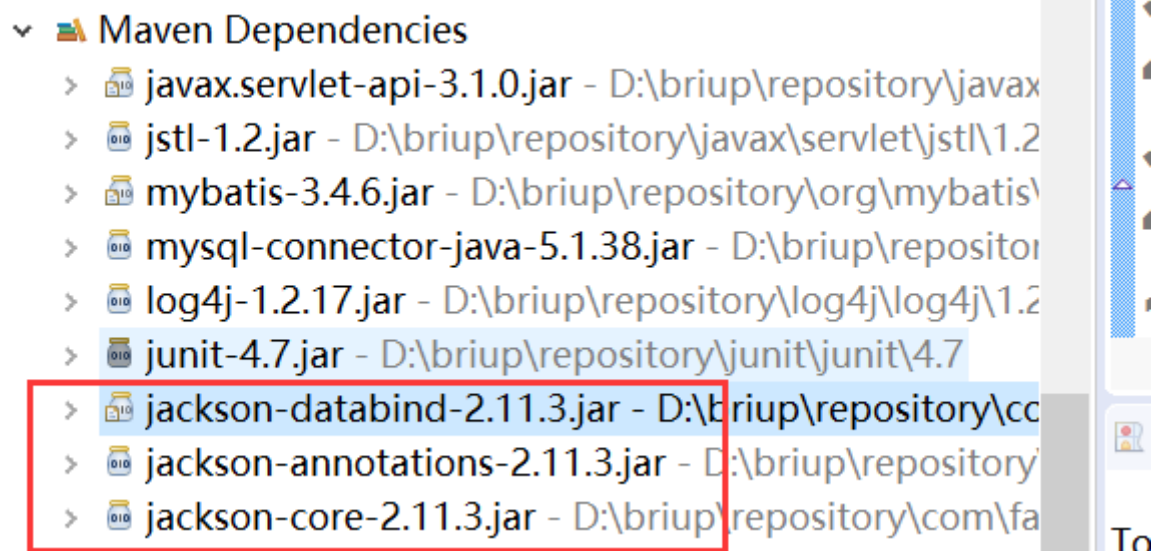 Maven Dependencies
javax.servlet-api-3.1.0.jar - D:\briup\repository\javax
jstl-1.2.jar - D:\briup\repository\javax\servlet\jstl\1.2
mybatis-3.4.6.jar - D:\briup\repository\org\mybatis\
mysql-connector-java-5.1.38.jar - D:\briup\repositor
log4j-1.2.17.jar - D:\briup\repository\log4j\log4j\1.2
junit-4.7.jar - D:\briup\repository\junit\junit\4.7
jackson-databind-2.11.3.jar - D:\briup\repository\co
jackson-annotations-2.11.3.jar - D:\briup\repository\
jackson-core-2.11.3.jar - D:\briup\repository\com\fa
To